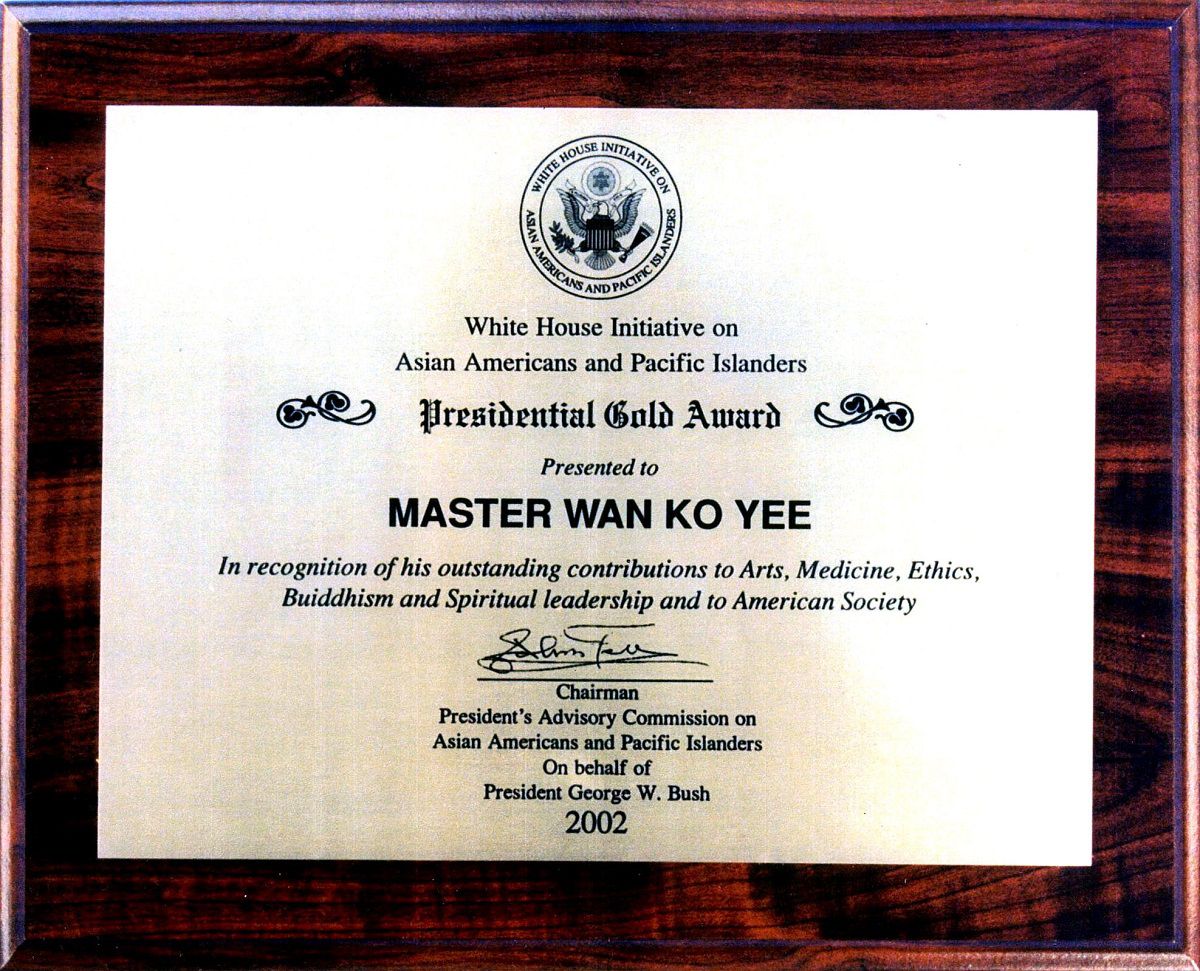 WHITE HOUSE INITIATIVE ON
ASIAN AMERICANS AND PACIFIC ISLANDERS
White House Initiative on
Asian Americans and Pacific Islanders
Presidential Gold Award
Presented to
MASTER WAN KO YEE
In recognition of his outstanding contributions to Arts, Medicine, Ethics,
Buiddhism and Spiritual leadership and to American Society
Chairman
President's Advisory Commission on
Asian Americans and Pacific Islanders
On behalf of
President George W. Bush
2002